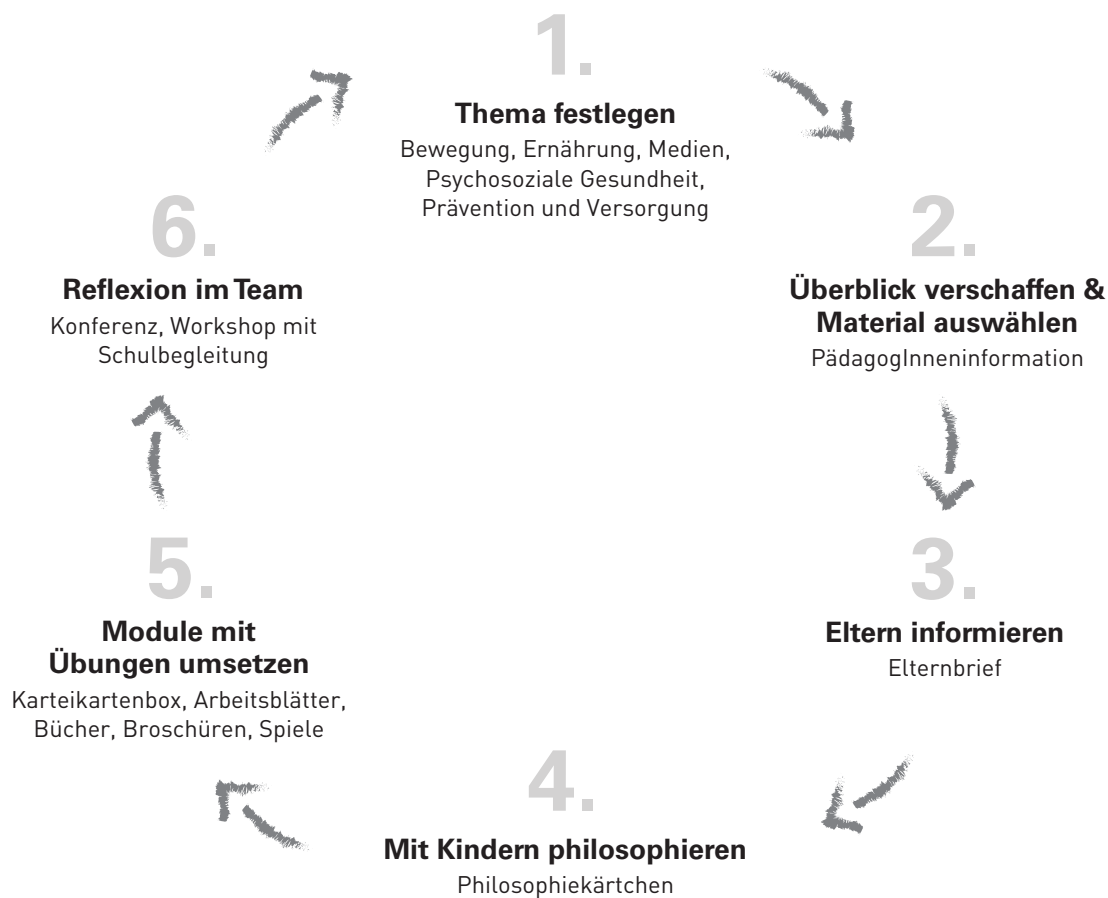 1.
Thema festlegen
Bewegung, Ernährung, Medien,
Psychosoziale Gesundheit,
Prävention und Versorgung
2.
Überblick verschaffen &
Material auswählen
PädagogInneninformation
3.
Eltern informieren
Elternbrief
4.
Mit Kindern philosophieren
Philosophiekärtchen
5.
Module mit
Übungen umsetzen
Karteikartenbox, Arbeitsblätter,
Bücher, Broschüren, Spiele
6.
Reflexion im Team
Konferenz, Workshop mit
Schulbegleitung